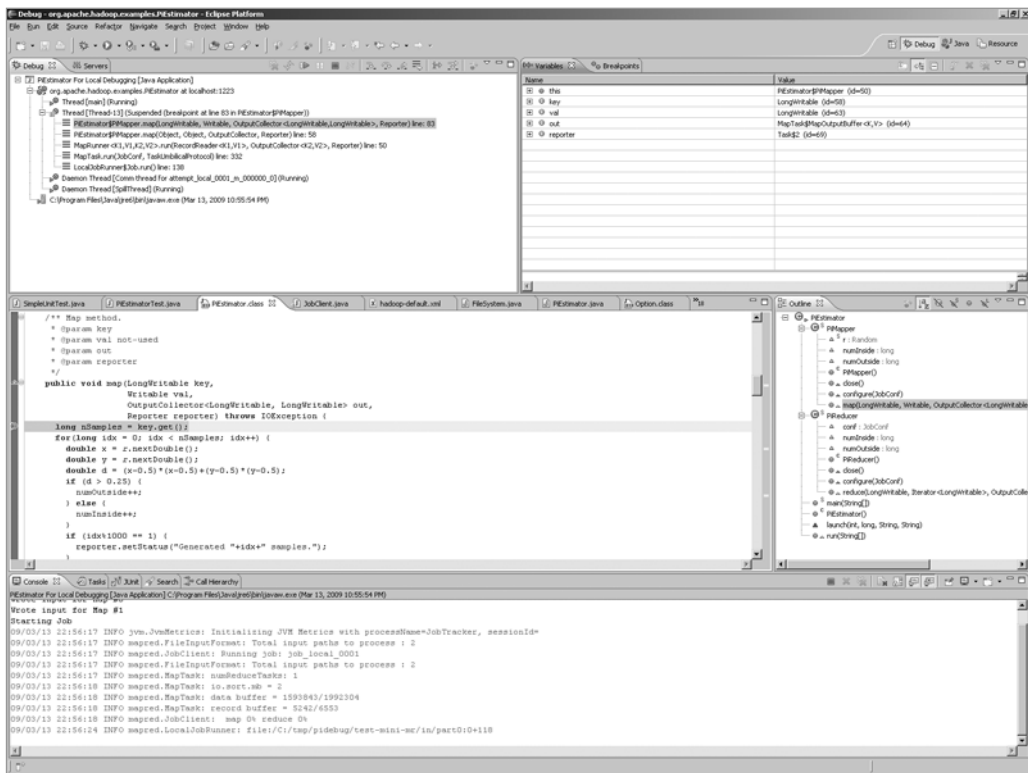 Debug - org.apache.hadoop.examples.PiEstimator - Eclipse Platform
File Run Edit Source Refactor Navigate Search Project Window Help
Debug Java Resource
Debug Servers
PiEstimator For Local Debugging [Java Application]
org.apache.hadoop.examples.PiEstimator at localhost:1223
Thread [main] (Running)
Thread [Thread-13] (Suspended (breakpoint at line 83 in PiEstimator$PiMapper))
PiEstimator$PiMapper.map(LongWritable, Writable, OutputCollector<LongWritable,LongWritable>, Reporter) line: 83
PiEstimator$PiMapper.map(Object, Object, OutputCollector, Reporter) line: 58
MapRunner<K1,V1,K2,V2>.run(RecordReader<K1,V1>, OutputCollector<K2,V2>, Reporter) line: 50
MapTask.run(JobConf, TaskUmbilicalProtocol) line: 332
LocalJobRunner$Job.run() line: 138
Daemon Thread [Comm thread for attempt_local_0001_m_000000_0] (Running)
Daemon Thread [SpillThread] (Running)
C:\Program Files\Java\jre6\bin\javaw.exe (Mar 13, 2009 10:55:54 PM)
Variables Breakpoints
Name Value
this PiEstimator$PiMapper (id=50)
key LongWritable (id=58)
val LongWritable (id=63)
out MapTask$MapOutputBuffer<K,V> (id=64)
reporter Task$2 (id=69)
SimpleUnitTest.java PiEstimatorTest.java PiEstimator.class JobClient.java hadoop-default.xml FileSystem.java PiEstimator.java Option.class
/** Map method.
* @param key
* @param val not-used
* @param out
* @param reporter
*/
public void map(LongWritable key,
Writable val,
OutputCollector<LongWritable, LongWritable> out,
Reporter reporter) throws IOException {
long nSamples = key.get();
for(long idx = 0; idx < nSamples; idx++) {
double x = r.nextDouble();
double y = r.nextDouble();
double d = (x-0.5)*(x-0.5)+(y-0.5)*(y-0.5);
if (d > 0.25) {
numOutside++;
} else {
numInside++;
}
if (idx%1000 == 1) {
reporter.setStatus("Generated "+idx+" samples.");
}
Outline
PiEstimator
PiMapper
r : Random
numInside : long
numOutside : long
PiMapper()
close()
configure(JobConf)
map(LongWritable, Writable, OutputCollector<LongWritable
PiReducer
conf : JobConf
numInside : long
numOutside : long
PiReducer()
close()
configure(JobConf)
reduce(LongWritable, Iterator<LongWritable>, OutputColle
main(String[])
PiEstimator()
launch(int, long, String, String)
run(String[])
Console Tasks JUnit Search Call Hierarchy
PiEstimator For Local Debugging [Java Application] C:\Program Files\Java\jre6\bin\javaw.exe (Mar 13, 2009 10:55:54 PM)
Wrote input for Map #0
Wrote input for Map #1
Starting Job
09/03/13 22:56:17 INFO jvm.JvmMetrics: Initializing JVM Metrics with processName=JobTracker, sessionId=
09/03/13 22:56:17 INFO mapred.FileInputFormat: Total input paths to process : 2
09/03/13 22:56:17 INFO mapred.JobClient: Running job: job_local_0001
09/03/13 22:56:17 INFO mapred.FileInputFormat: Total input paths to process : 2
09/03/13 22:56:17 INFO mapred.MapTask: numReduceTasks: 1
09/03/13 22:56:18 INFO mapred.MapTask: io.sort.mb = 2
09/03/13 22:56:18 INFO mapred.MapTask: data buffer = 1593843/1992304
09/03/13 22:56:18 INFO mapred.MapTask: record buffer = 5242/6553
09/03/13 22:56:18 INFO mapred.JobClient: map 0% reduce 0%
09/03/13 22:56:24 INFO mapred.LocalJobRunner: file:/C:/tmp/pidebug/test-mini-mr/in/part0:0+118